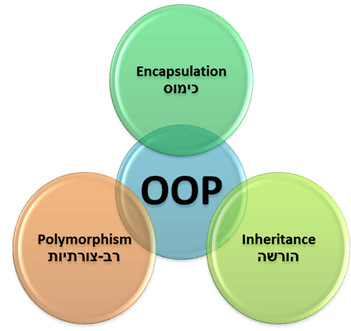 Encapsulation
כימוס
OOP
Polymorphism
רב-צורתיות
Inheritance
הורשה